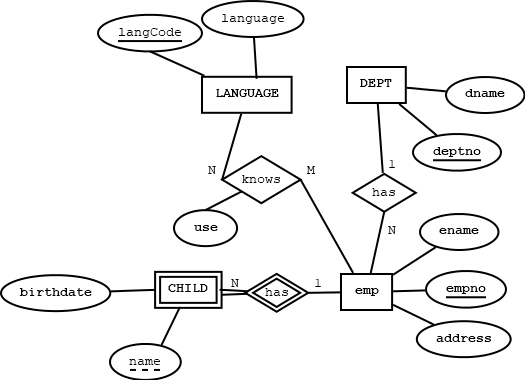 language
langCode
LANGUAGE
DEPT
dname
deptno
N
M
1
knows
has
use
N
ename
CHILD
N
has
1
emp
empno
birthdate
address
name